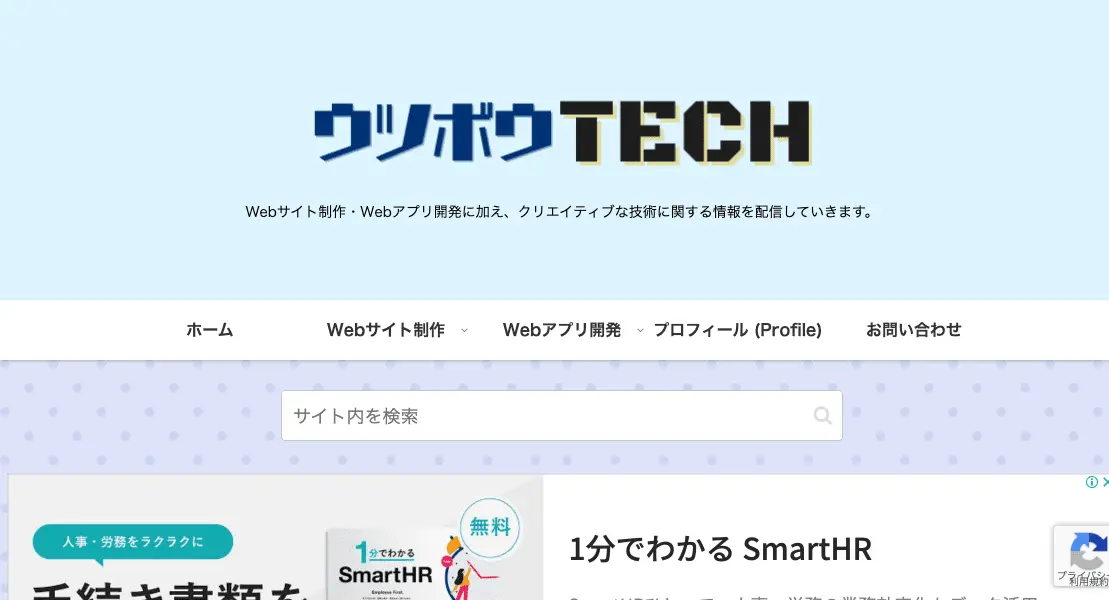 ウツボウTECH
Webサイト制作・Webアプリ開発に加え、クリエイティブな技術に関する情報を配信していきます。
ホーム Webサイト制作 Webアプリ開発 プロフィール (Profile) お問い合わせ
サイト内を検索
人事・労務をラクラクに
無料
1分でわかる
SmartHR
Employee First.
手続き書類を
1分でわかる SmartHR
プライバシー
利用規約